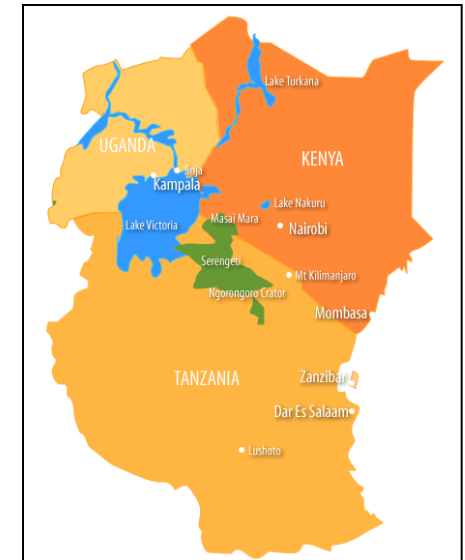 Lake Turkana
UGANDA
KENYA
Jinja
Kampala
Lake Nakuru
Masai Mara
Lake Victoria
Nairobi
Serengeti
Mt Kilimanjaro
Ngorongoro Crator
Mombasa
TANZANIA
Zanzibar
Dar Es Salaam
Lushoto